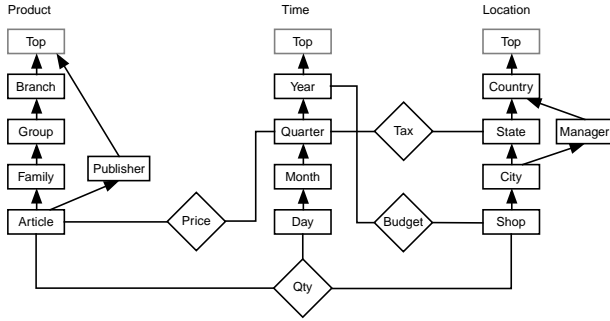 Product Time Location
Top Top Top
Branch Year Country
Group Quarter Tax State Manager
Publisher
Family Month City
Article Price Day Budget Shop
Qty